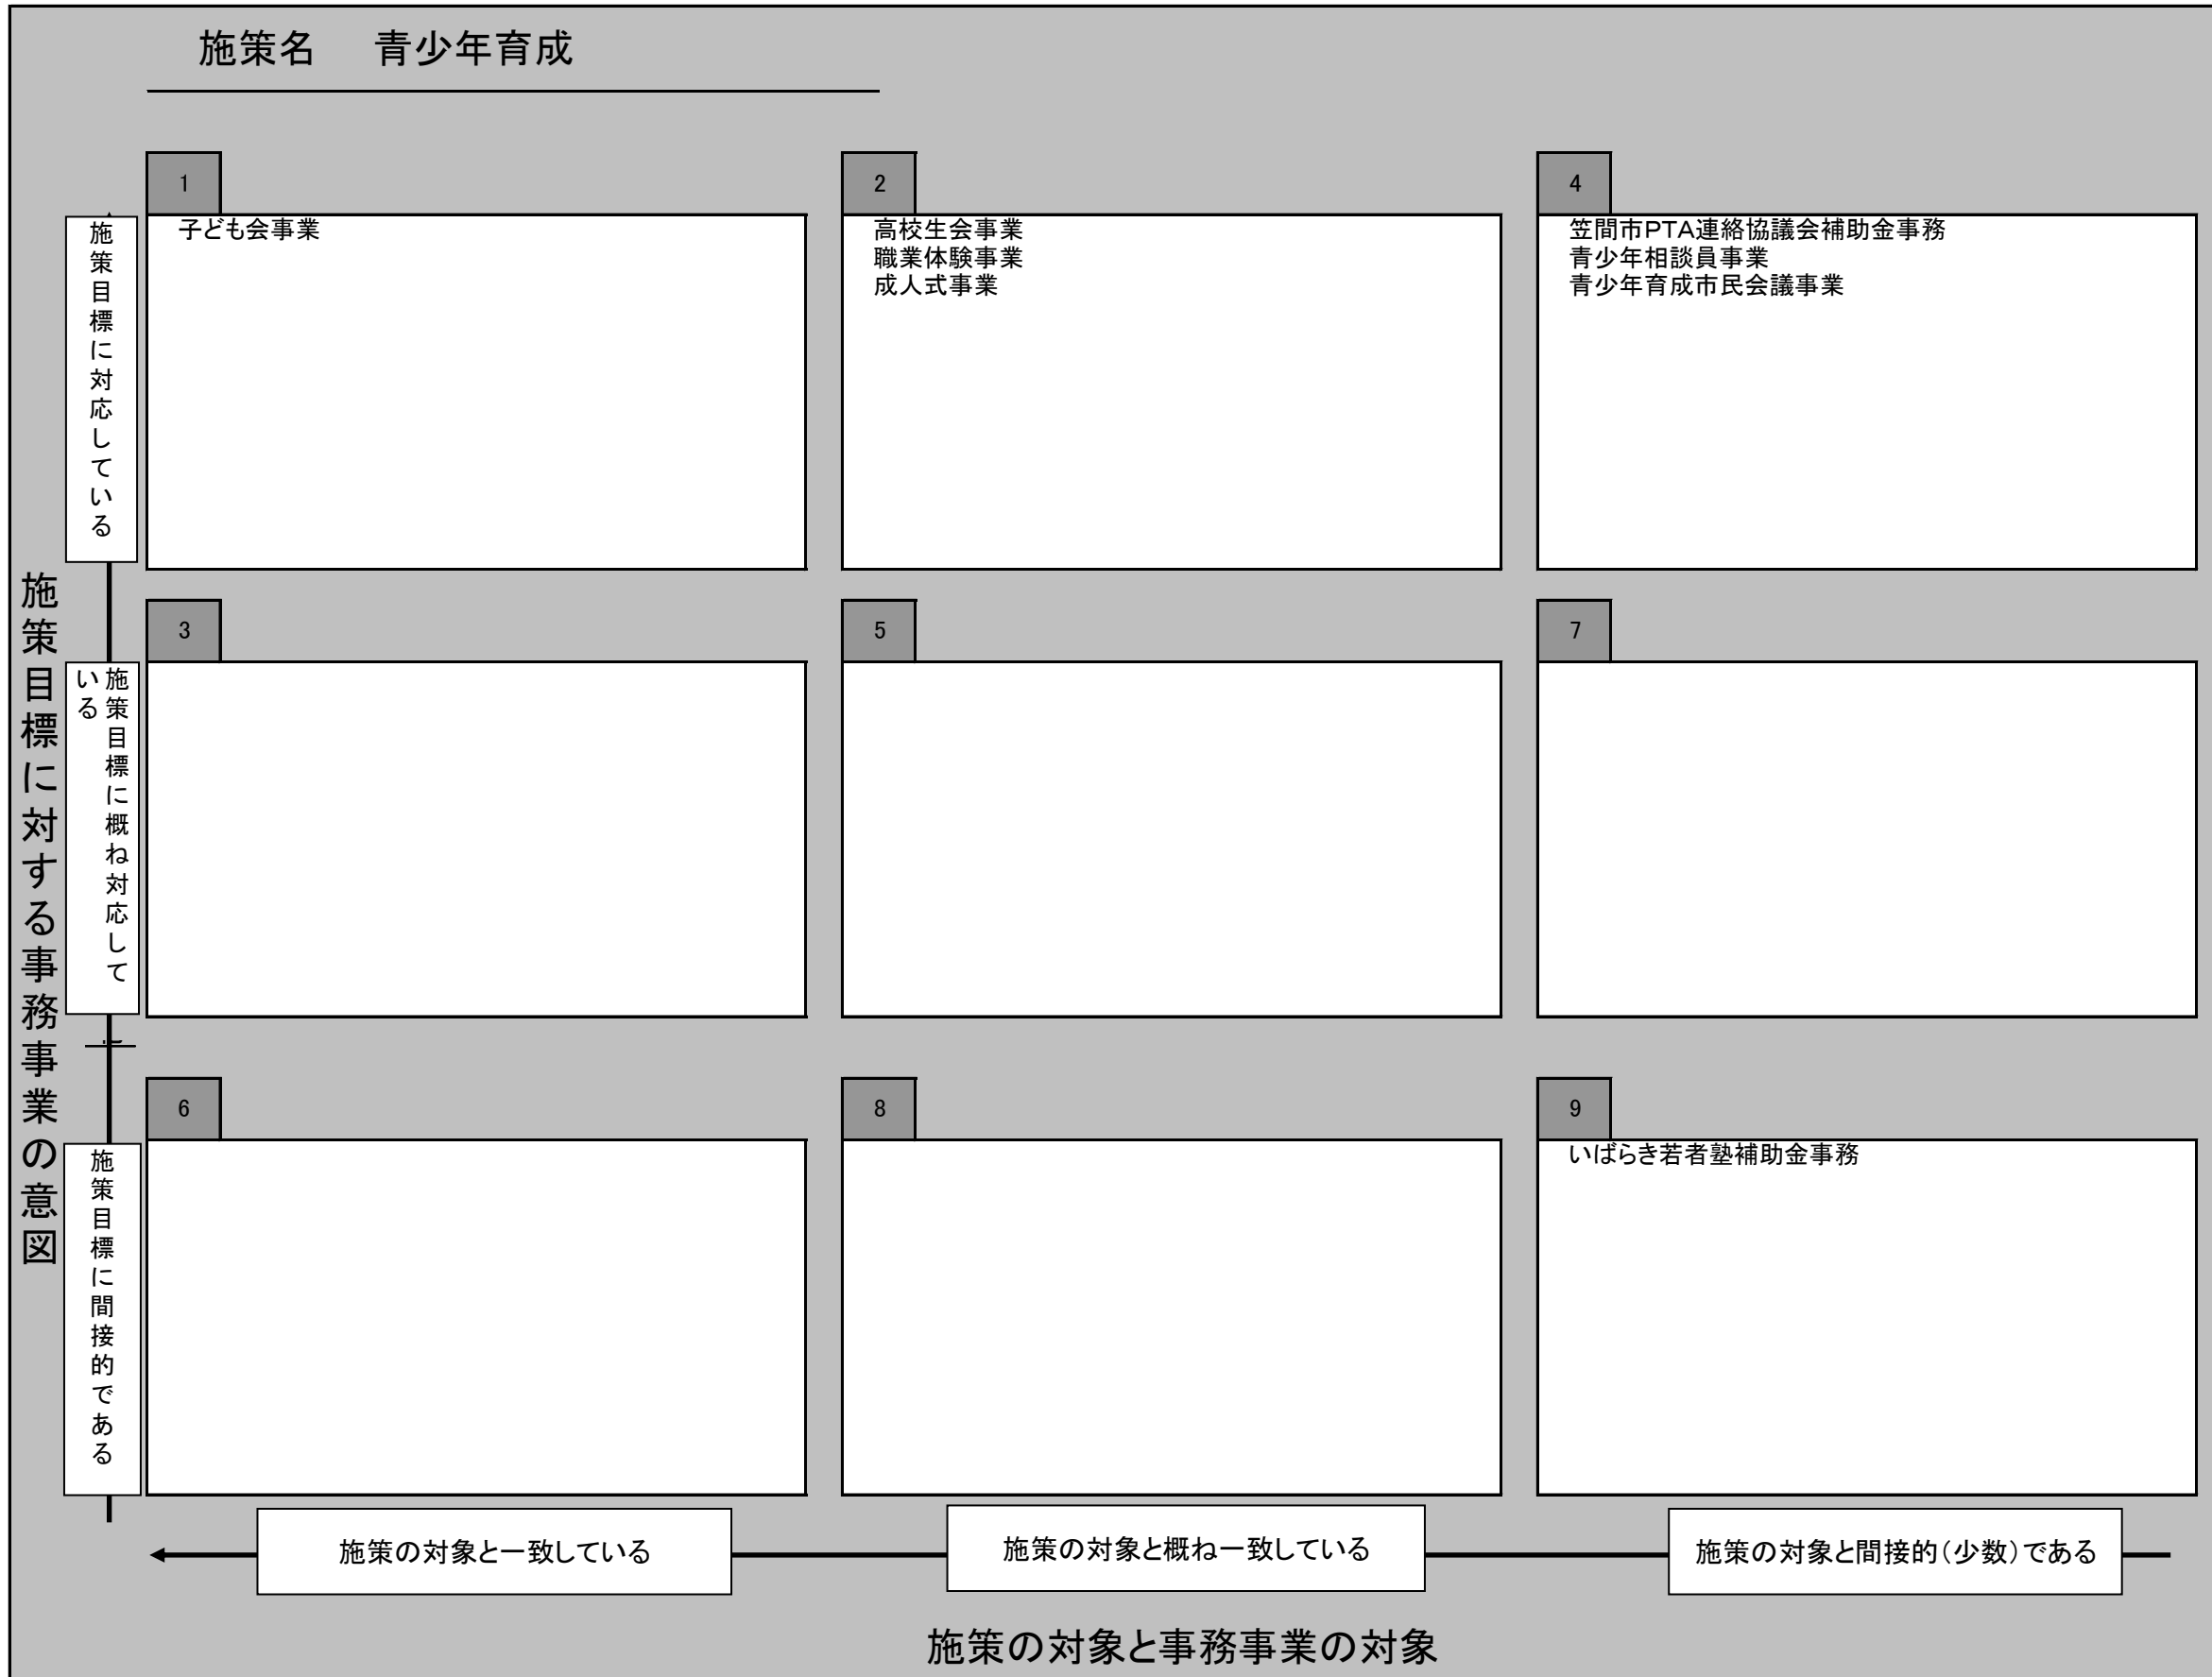 施策名　青少年育成
1
2
4
施策目標に対応している
子ども会事業
高校生会事業
職業体験事業
成人式事業
笠間市PTA連絡協議会補助金事務
青少年相談員事業
青少年育成市民会議事業
施策目標に対する事務事業の意図
3
5
7
施策目標に概ね対応して
いる
6
8
9
施策目標に間接的である
いばらき若者塾補助金事務
施策の対象と一致している
施策の対象と概ね一致している
施策の対象と間接的(少数)である
施策の対象と事務事業の対象